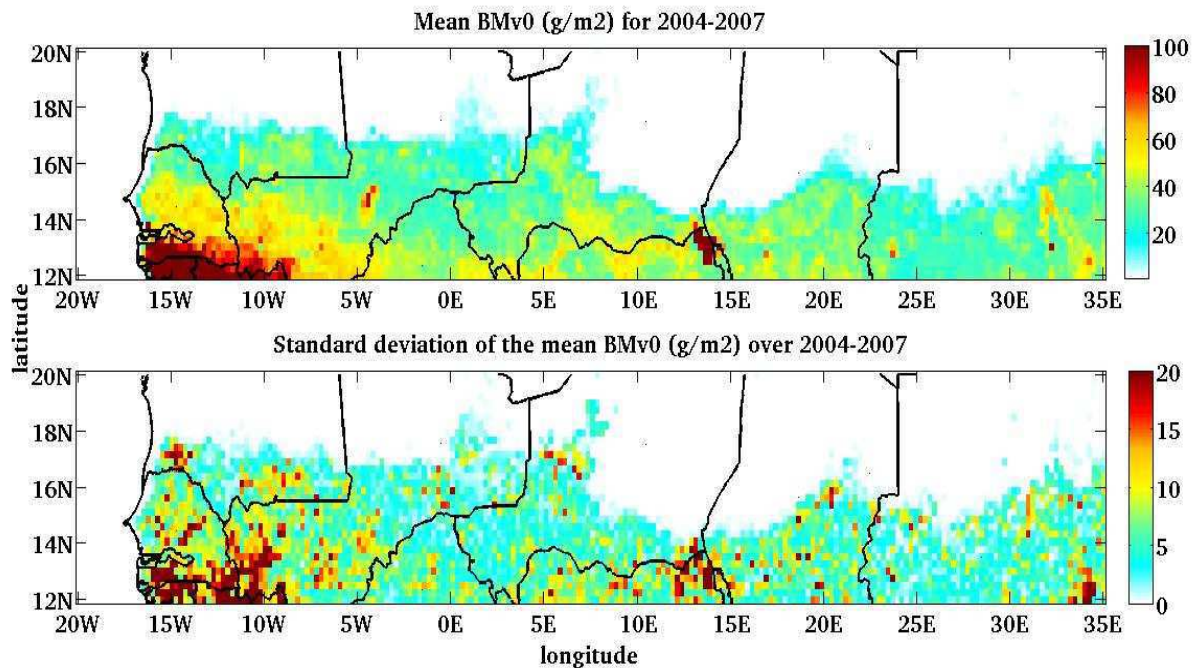 Mean BMv0 (g/m2) for 2004-2007
20N
18N
16N
14N
12N
20W 15W 10W 5W 0E 5E 10E 15E 20E 25E 30E 35E
100
80
60
40
20
latitude
Standard deviation of the mean BMv0 (g/m2) over 2004-2007
20N
18N
16N
14N
12N
20W 15W 10W 5W 0E 5E 10E 15E 20E 25E 30E 35E
20
15
10
5
0
longitude